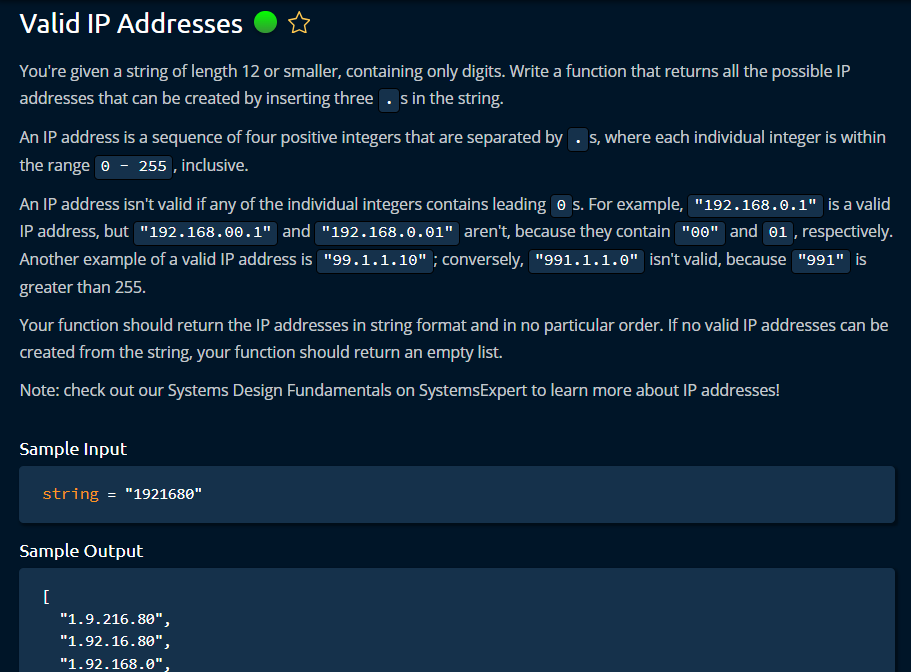 Valid IP Addresses
You're given a string of length 12 or smaller, containing only digits. Write a function that returns all the possible IP
addresses that can be created by inserting three . s in the string.
An IP address is a sequence of four positive integers that are separated by . s, where each individual integer is within
the range 0 - 255 , inclusive.
An IP address isn't valid if any of the individual integers contains leading 0 s. For example, "192.168.0.1" is a valid
IP address, but "192.168.00.1" and "192.168.0.01" aren't, because they contain "00" and 01 , respectively.
Another example of a valid IP address is "99.1.1.10" ; conversely, "991.1.1.0" isn't valid, because "991" is
greater than 255.
Your function should return the IP addresses in string format and in no particular order. If no valid IP addresses can be
created from the string, your function should return an empty list.
Note: check out our Systems Design Fundamentals on SystemsExpert to learn more about IP addresses!
Sample Input
string = "1921680"
Sample Output
[
"1.9.216.80",
"1.92.16.80",
"1.92.168.0",